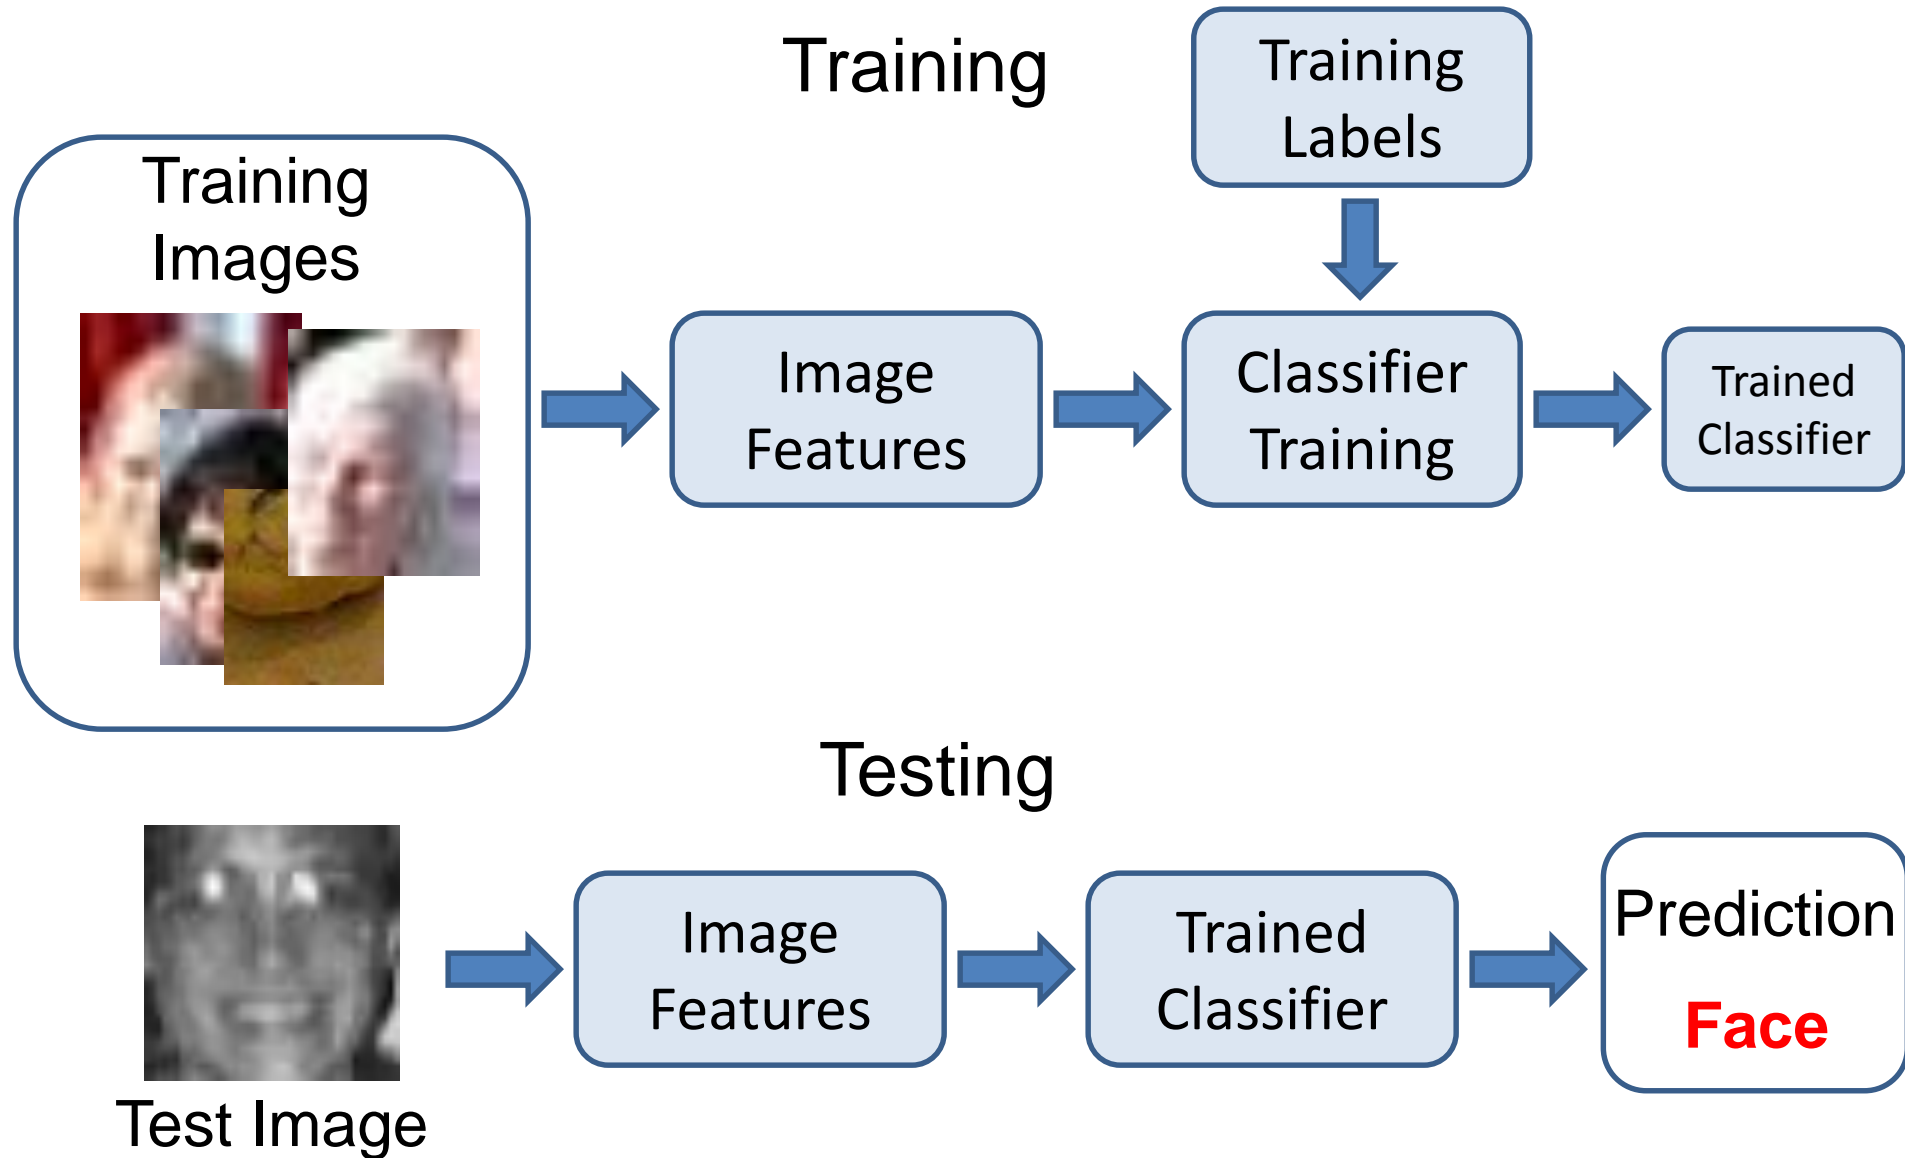 Training
Training
Labels
Training
Images
Image
Features
Classifier
Training
Trained
Classifier
Testing
Image
Features
Trained
Classifier
Prediction
Face
Test Image